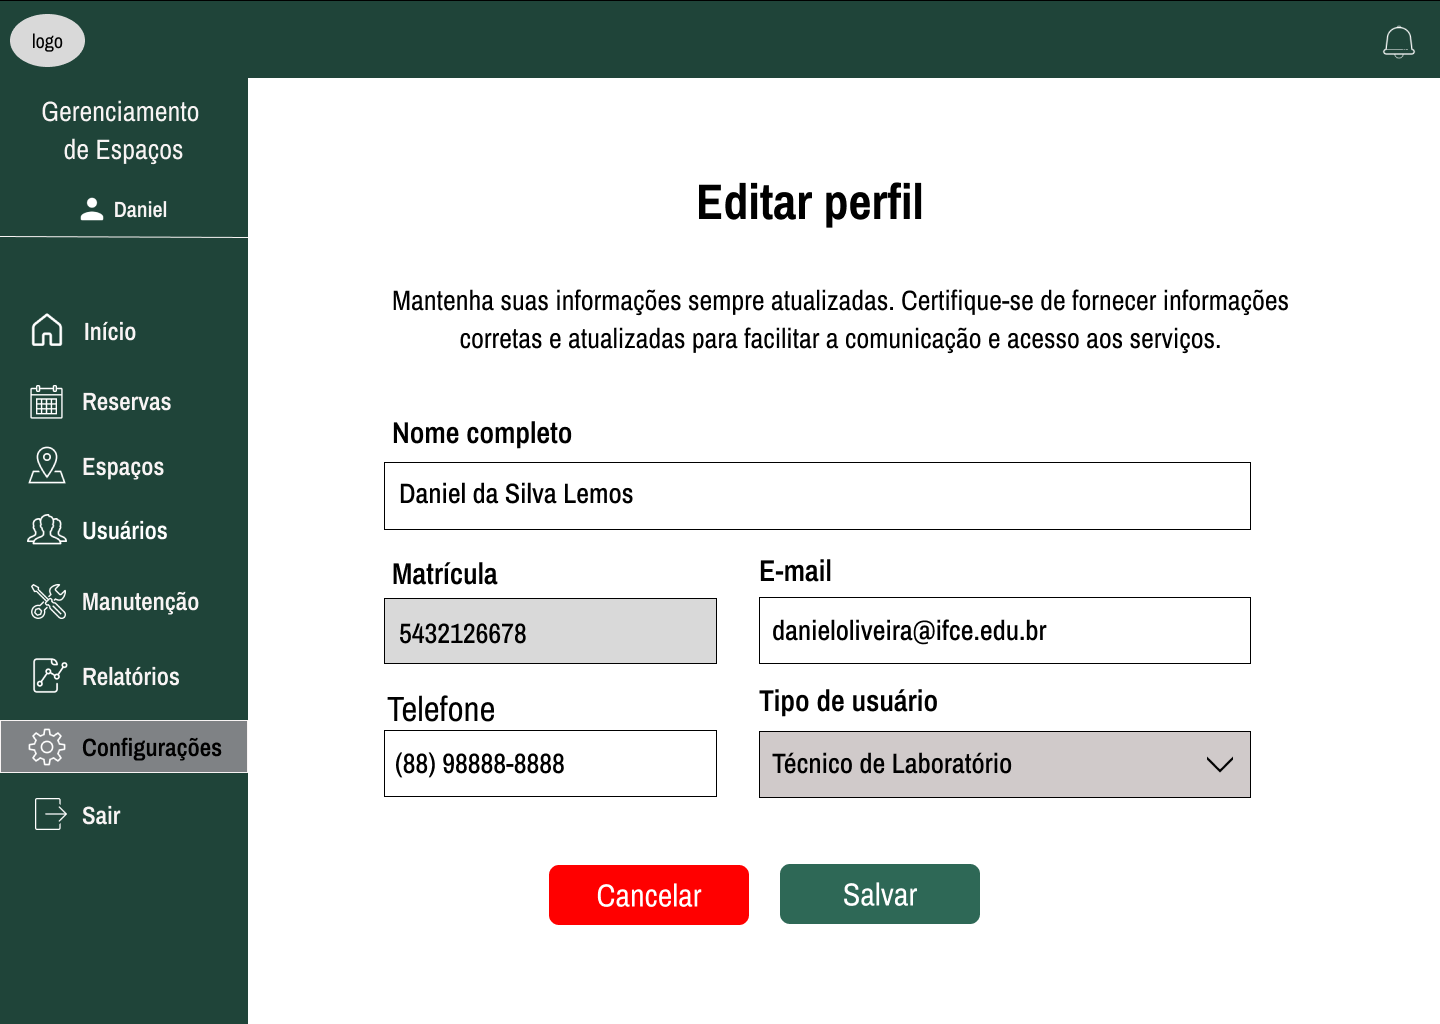 logo
Gerenciamento
de Espaços
Daniel
Início
Reservas
Espaços
Usuários
Manutenção
Relatórios
Configurações
Sair
Editar perfil
Mantenha suas informações sempre atualizadas. Certifique-se de fornecer informações
corretas e atualizadas para facilitar a comunicação e acesso aos serviços.
Nome completo
Daniel da Silva Lemos
Matrícula
5432126678
E-mail
danieloliveira@ifce.edu.br
Telefone
(88) 98888-8888
Tipo de usuário
Técnico de Laboratório
Cancelar
Salvar